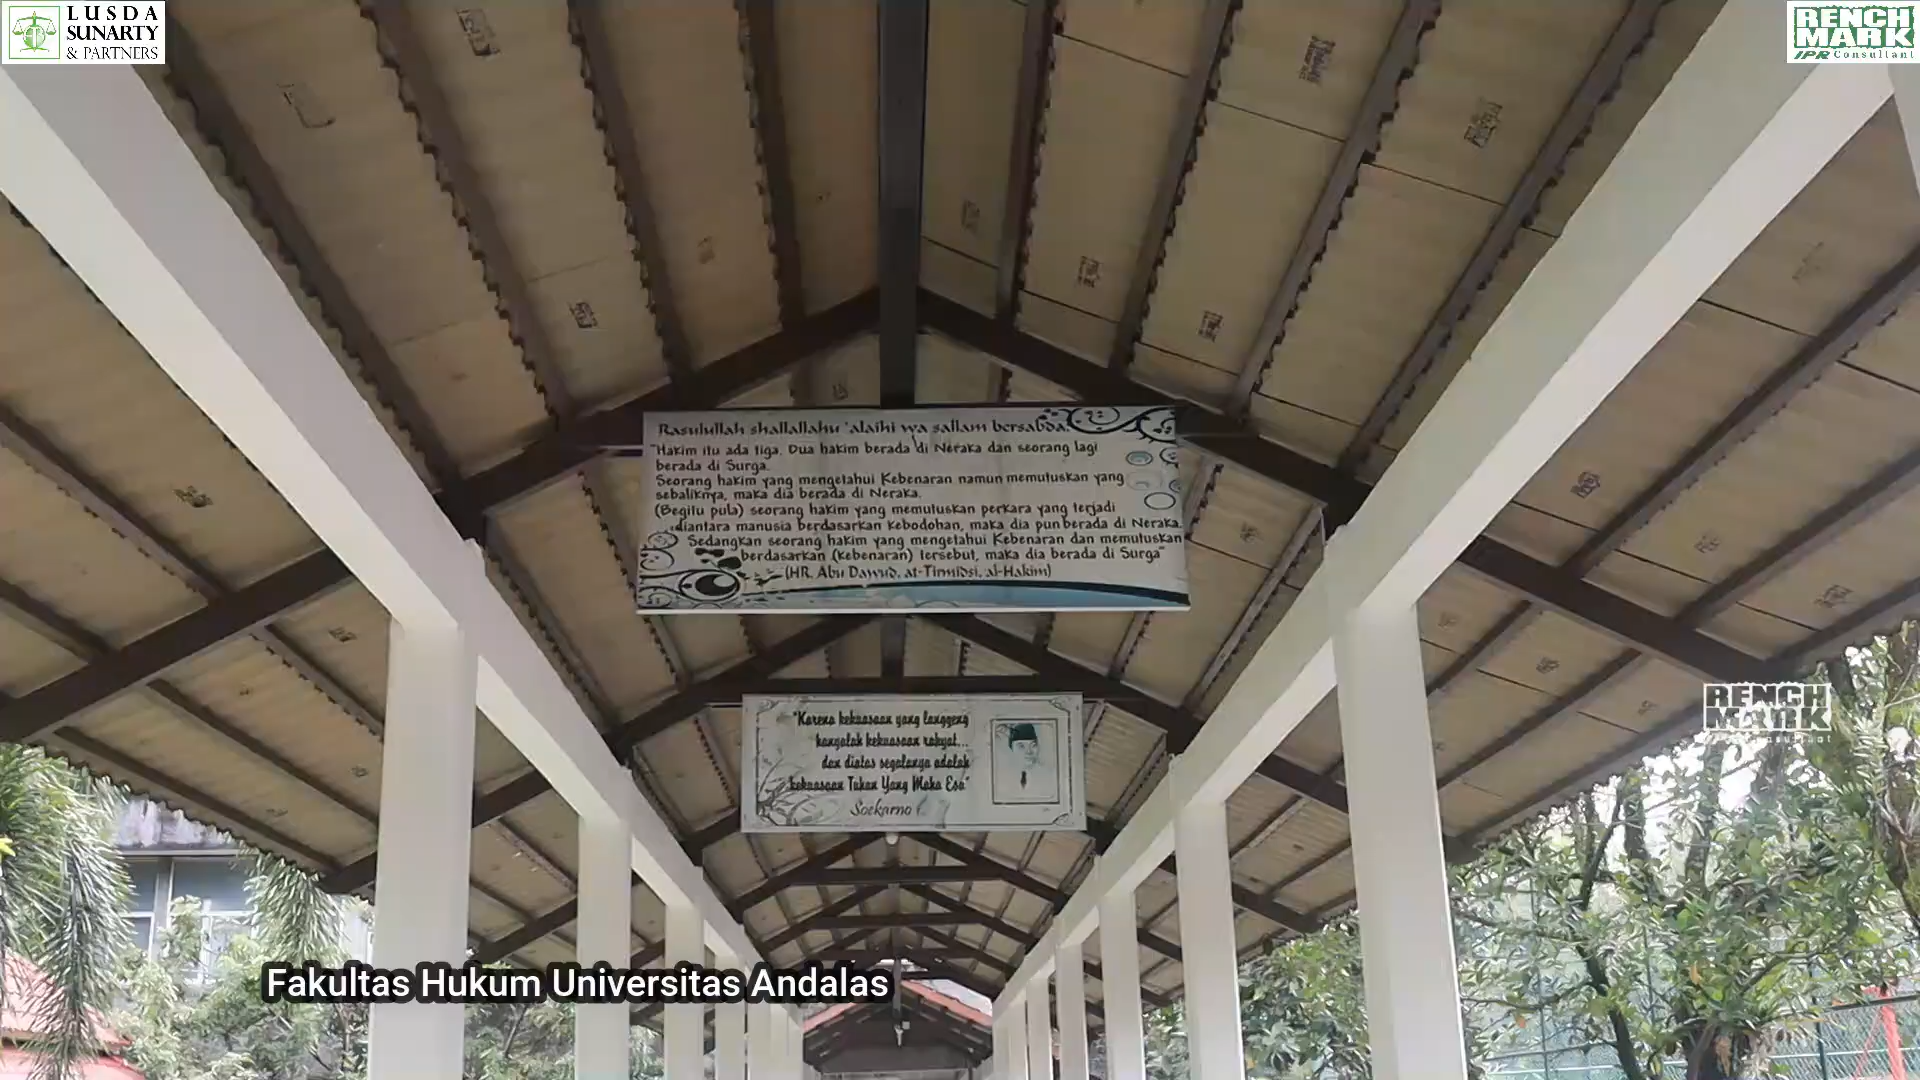 LUSDA
SUNARTY
& PARTNERS
RENCH
MARK
IPR Consultant
Rasulullah shallallahu 'alaihi wa sallam bersabda:
"Hakim itu ada tiga. Dua hakim berada di Neraka dan seorang lagi
berada di Surga.
Seorang hakim yang mengetahui Kebenaran namun memutuskan yang
sebaliknya, maka dia berada di Neraka.
(Begitu pula) seorang hakim yang memutuskan perkara yang terjadi
diantara manusia berdasarkan kebodohan, maka dia pun berada di Neraka.
Sedangkan seorang hakim yang mengetahui Kebenaran dan memutuskan
berdasarkan (kebenaran) tersebut, maka dia berada di Surga"
(HR. Abu Dawud, at-Tirmidsi, al-Hakim)
"Karena kekuasaan yang langgeng
hanyalah kekuasaan rakyat...
dan diatas segalanya adalah
kekuasaan Tuhan Yang Maha Esa"
Soekarno
RENCH
MARK
Consultant
Fakultas Hukum Universitas Andalas